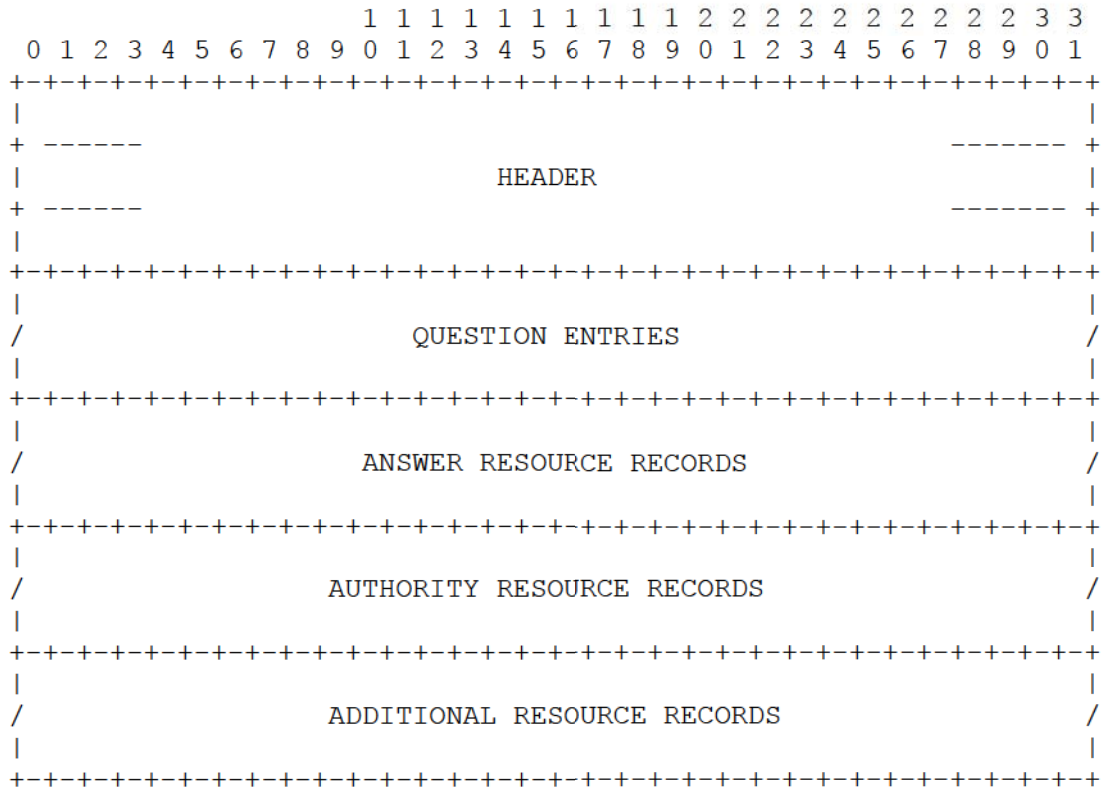 1 1 1 1 1 1 1 1 1 1 2 2 2 2 2 2 2 2 2 2 3 3
0 1 2 3 4 5 6 7 8 9 0 1 2 3 4 5 6 7 8 9 0 1 2 3 4 5 6 7 8 9 0 1
+-+-+-+-+-+-+-+-+-+-+-+-+-+-+-+-+-+-+-+-+-+-+-+-+-+-+-+-+-+-+-+-+
|                                                               |
+ ------                                                ------- +
|                            HEADER                             |
+ ------                                                ------- +
|                                                               |
+-+-+-+-+-+-+-+-+-+-+-+-+-+-+-+-+-+-+-+-+-+-+-+-+-+-+-+-+-+-+-+-+
|                                                               |
/                       QUESTION ENTRIES                        /
|                                                               |
+-+-+-+-+-+-+-+-+-+-+-+-+-+-+-+-+-+-+-+-+-+-+-+-+-+-+-+-+-+-+-+-+
|                                                               |
/                    ANSWER RESOURCE RECORDS                    /
|                                                               |
+-+-+-+-+-+-+-+-+-+-+-+-+-+-+-+-+-+-+-+-+-+-+-+-+-+-+-+-+-+-+-+-+
|                                                               |
/                  AUTHORITY RESOURCE RECORDS                   /
|                                                               |
+-+-+-+-+-+-+-+-+-+-+-+-+-+-+-+-+-+-+-+-+-+-+-+-+-+-+-+-+-+-+-+-+
|                                                               |
/                  ADDITIONAL RESOURCE RECORDS                  /
|                                                               |
+-+-+-+-+-+-+-+-+-+-+-+-+-+-+-+-+-+-+-+-+-+-+-+-+-+-+-+-+-+-+-+-+